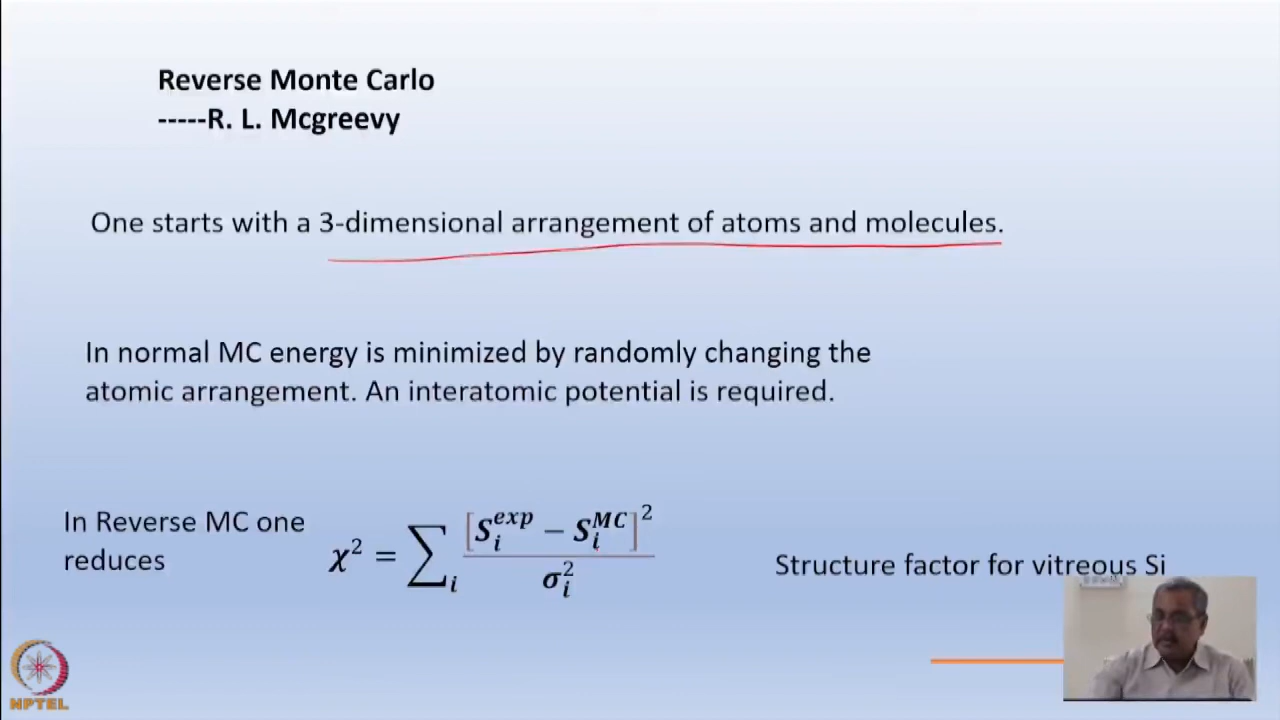 Reverse Monte Carlo
-----R. L. Mcgreevy
One starts with a 3-dimensional arrangement of atoms and molecules.
In normal MC energy is minimized by randomly changing the
atomic arrangement. An interatomic potential is required.
In Reverse MC one
reduces
χ² = ∑ᵢ [Sᵢᵉˣᵖ − Sᵢᴹᶜ]² / σᵢ²
Structure factor for vitreous Si
NPTEL